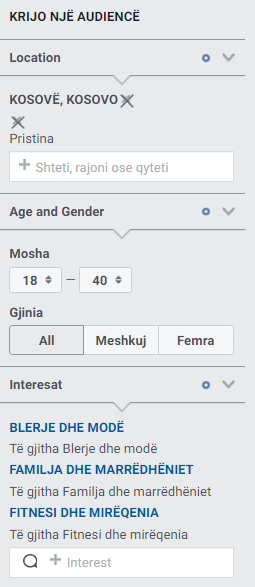 KRIJO NJË AUDIENCË
Location
KOSOVË, KOSOVO
Pristina
Shteti, rajoni ose qyteti
Age and Gender
Mosha
18 — 40
Gjinia
All Meshkuj Femra
Interesat
BLERJE DHE MODË
Të gjitha Blerje dhe modë
FAMILJA DHE MARRËDHËNIET
Të gjitha Familja dhe marrëdhëniet
FITNESI DHE MIRËQENIA
Të gjitha Fitnesi dhe mirëqenia
Interest